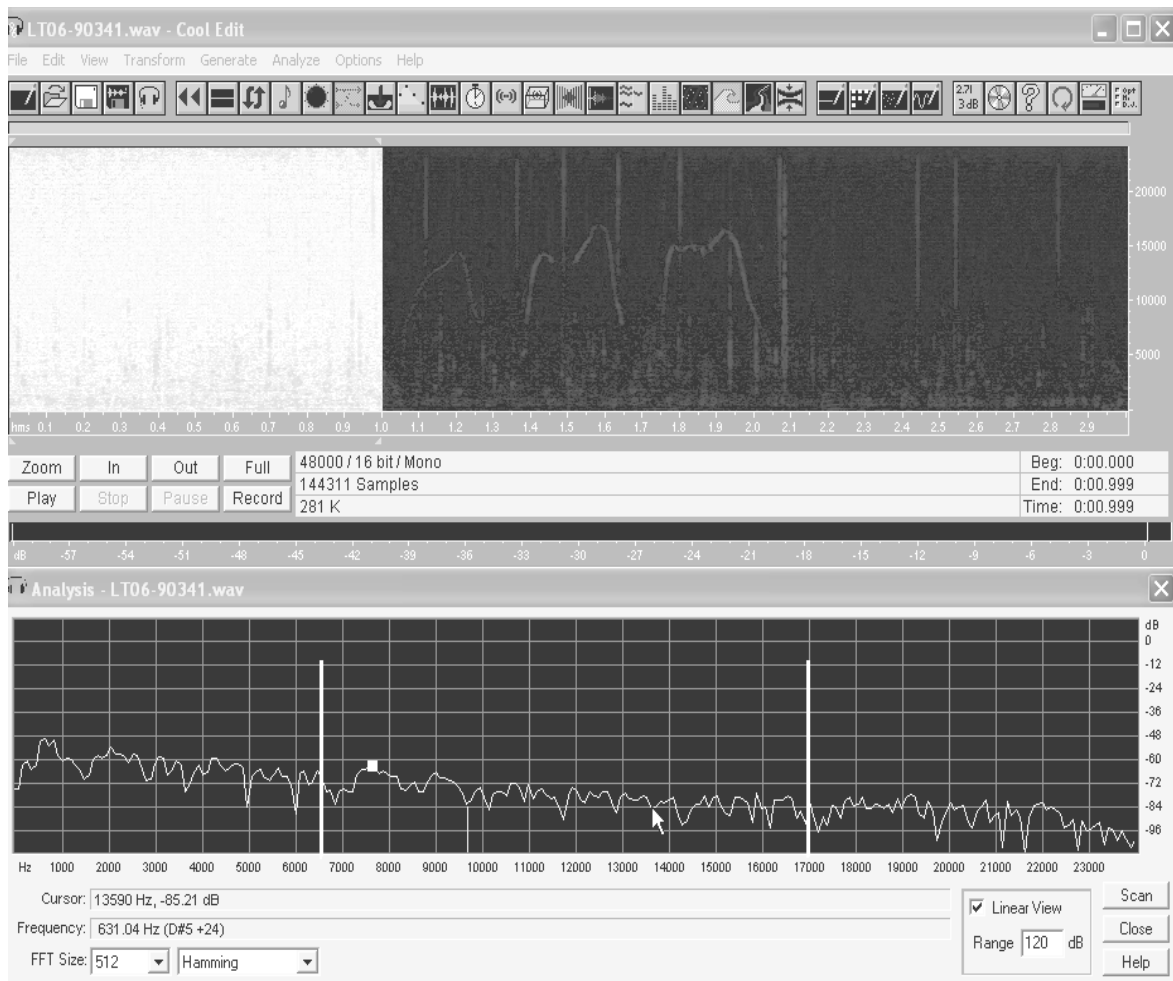 LT06-90341.wav - Cool Edit
File Edit View Transform Generate Analyze Options Help
2.71
3 dB
20000
15000
10000
5000
hms 0.1 0.2 0.3 0.4 0.5 0.6 0.7 0.8 0.9 1.0 1.1 1.2 1.3 1.4 1.5 1.6 1.7 1.8 1.9 2.0 2.1 2.2 2.3 2.4 2.5 2.6 2.7 2.8 2.9
Zoom In Out Full 48000 / 16 bit / Mono Beg: 0:00.000
144311 Samples End: 0:00.999
Play Stop Pause Record 281 K Time: 0:00.999
dB -57 -54 -51 -48 -45 -42 -39 -36 -33 -30 -27 -24 -21 -18 -15 -12 -9 -6 -3 0
Analysis - LT06-90341.wav
dB
0
-12
-24
-36
-48
-60
-72
-84
-96
Hz 1000 2000 3000 4000 5000 6000 7000 8000 9000 10000 11000 12000 13000 14000 15000 16000 17000 18000 19000 20000 21000 22000 23000
Cursor: 13590 Hz, -85.21 dB Scan
Linear View
Frequency: 631.04 Hz (D#5 +24) Close
Range 120 dB
FFT Size: 512 Hamming Help